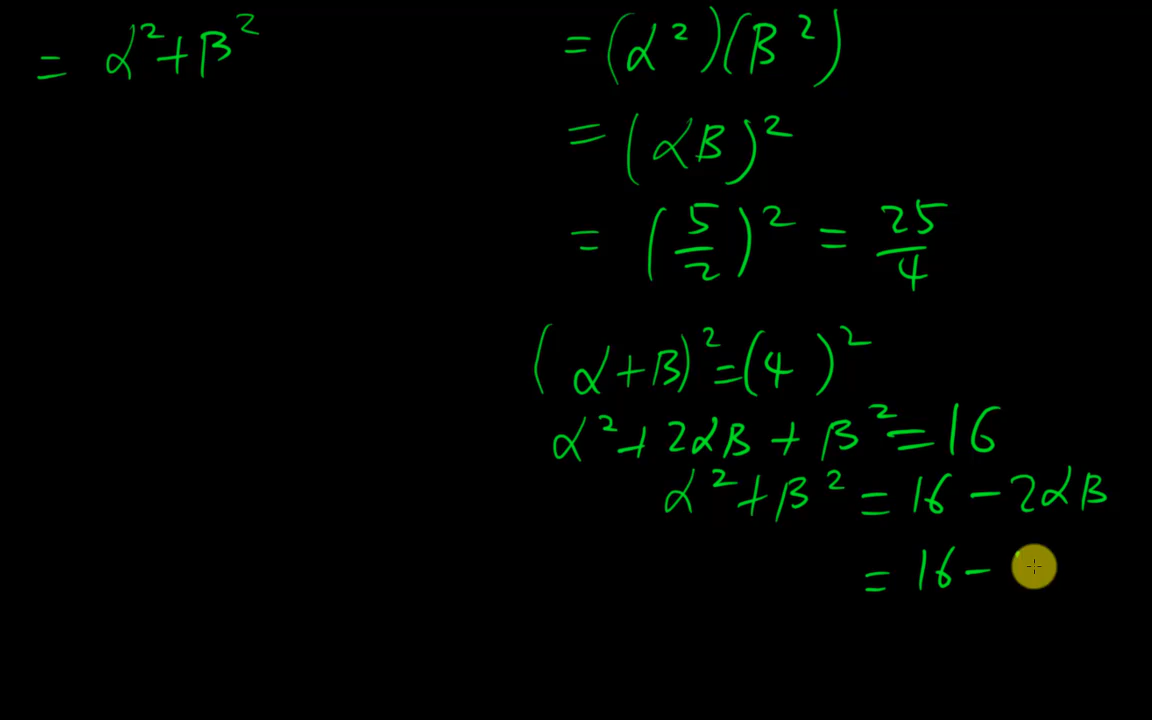 = α² + β²
= (α²)(β²)
= (αβ)²
= (5/2)² = 25/4
(α + β)² = (4)²
α² + 2αβ + β² = 16
α² + β² = 16 - 2αβ
= 16 -